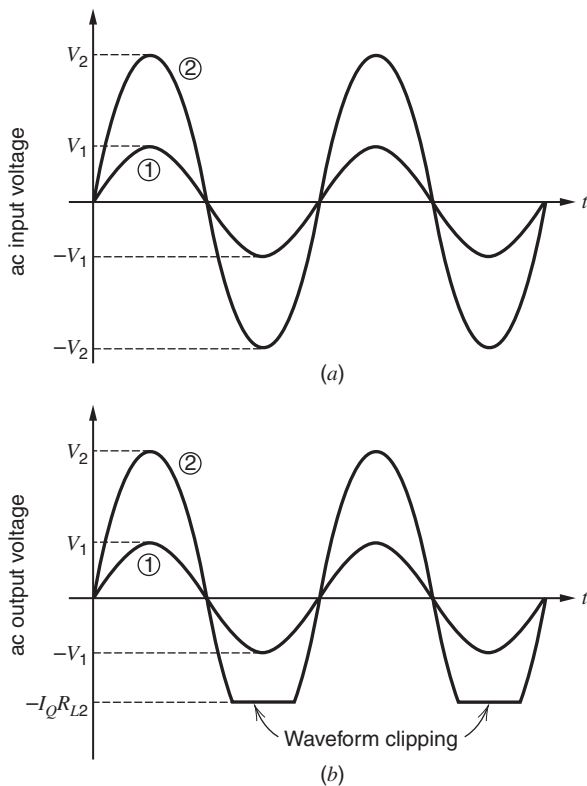 V2
②
V1
①
ac input voltage
t
−V1
−V2
(a)
V2
②
V1
①
ac output voltage
t
−V1
−IQRL2
Waveform clipping
(b)